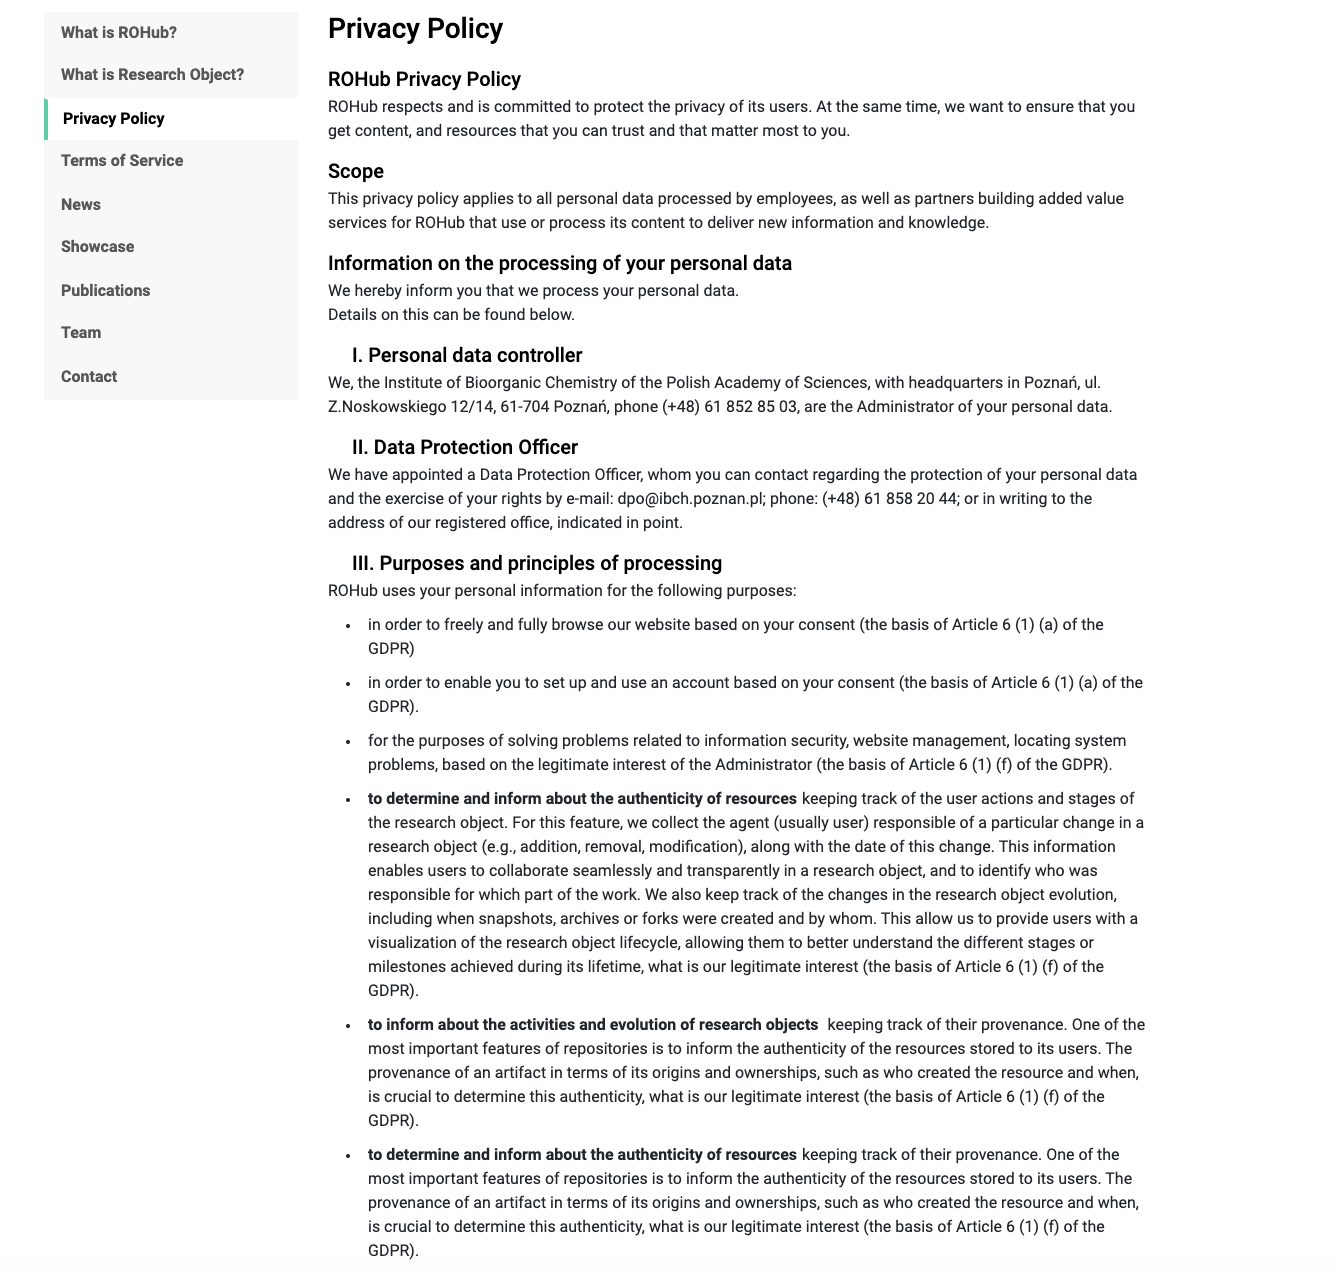 What is ROHub?
What is Research Object?
Privacy Policy
Terms of Service
News
Showcase
Publications
Team
Contact
Privacy Policy
ROHub Privacy Policy
ROHub respects and is committed to protect the privacy of its users. At the same time, we want to ensure that you
get content, and resources that you can trust and that matter most to you.
Scope
This privacy policy applies to all personal data processed by employees, as well as partners building added value
services for ROHub that use or process its content to deliver new information and knowledge.
Information on the processing of your personal data
We hereby inform you that we process your personal data.
Details on this can be found below.
I. Personal data controller
We, the Institute of Bioorganic Chemistry of the Polish Academy of Sciences, with headquarters in Poznań, ul.
Z.Noskowskiego 12/14, 61-704 Poznań, phone (+48) 61 852 85 03, are the Administrator of your personal data.
II. Data Protection Officer
We have appointed a Data Protection Officer, whom you can contact regarding the protection of your personal data
and the exercise of your rights by e-mail: dpo@ibch.poznan.pl; phone: (+48) 61 858 20 44; or in writing to the
address of our registered office, indicated in point.
III. Purposes and principles of processing
ROHub uses your personal information for the following purposes:
• in order to freely and fully browse our website based on your consent (the basis of Article 6 (1) (a) of the
GDPR)
• in order to enable you to set up and use an account based on your consent (the basis of Article 6 (1) (a) of the
GDPR).
• for the purposes of solving problems related to information security, website management, locating system
problems, based on the legitimate interest of the Administrator (the basis of Article 6 (1) (f) of the GDPR).
• to determine and inform about the authenticity of resources keeping track of the user actions and stages of
the research object. For this feature, we collect the agent (usually user) responsible of a particular change in a
research object (e.g., addition, removal, modification), along with the date of this change. This information
enables users to collaborate seamlessly and transparently in a research object, and to identify who was
responsible for which part of the work. We also keep track of the changes in the research object evolution,
including when snapshots, archives or forks were created and by whom. This allow us to provide users with a
visualization of the research object lifecycle, allowing them to better understand the different stages or
milestones achieved during its lifetime, what is our legitimate interest (the basis of Article 6 (1) (f) of the
GDPR).
• to inform about the activities and evolution of research objects keeping track of their provenance. One of the
most important features of repositories is to inform the authenticity of the resources stored to its users. The
provenance of an artifact in terms of its origins and ownerships, such as who created the resource and when,
is crucial to determine this authenticity, what is our legitimate interest (the basis of Article 6 (1) (f) of the
GDPR).
• to determine and inform about the authenticity of resources keeping track of their provenance. One of the
most important features of repositories is to inform the authenticity of the resources stored to its users. The
provenance of an artifact in terms of its origins and ownerships, such as who created the resource and when,
is crucial to determine this authenticity, what is our legitimate interest (the basis of Article 6 (1) (f) of the
GDPR).